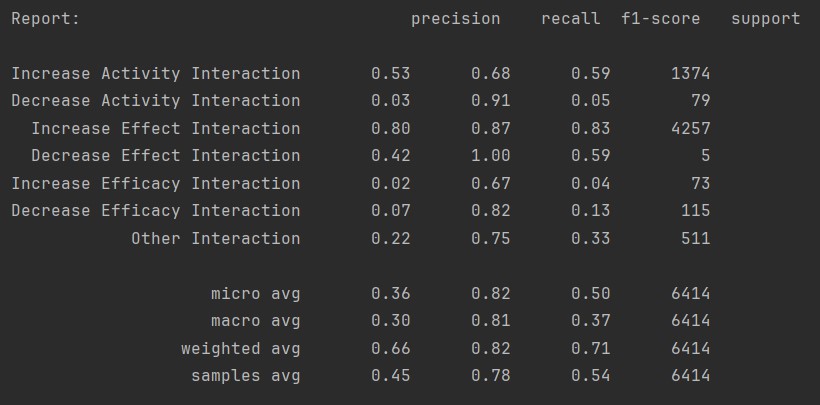 Report: precision recall f1-score support
Increase Activity Interaction 0.53 0.68 0.59 1374
Decrease Activity Interaction 0.03 0.91 0.05 79
Increase Effect Interaction 0.80 0.87 0.83 4257
Decrease Effect Interaction 0.42 1.00 0.59 5
Increase Efficacy Interaction 0.02 0.67 0.04 73
Decrease Efficacy Interaction 0.07 0.82 0.13 115
Other Interaction 0.22 0.75 0.33 511
micro avg 0.36 0.82 0.50 6414
macro avg 0.30 0.81 0.37 6414
weighted avg 0.66 0.82 0.71 6414
samples avg 0.45 0.78 0.54 6414